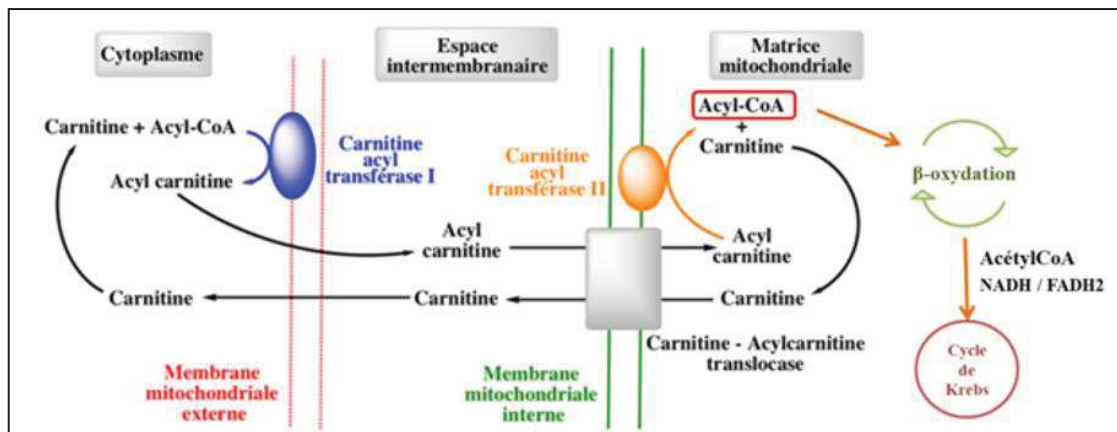 Cytoplasme
Espace
intermembranaire
Matrice
mitochondriale
Carnitine + Acyl-CoA
Acyl carnitine
Carnitine
acyl
transférase I
Carnitine
acyl
transférase II
Acyl-CoA
+
Carnitine
β-oxydation
Acyl
carnitine
Acyl
carnitine
AcétylCoA
NADH / FADH2
Carnitine
Carnitine
Carnitine
Carnitine - Acylcarnitine
translocase
Membrane
mitochondriale
externe
Membrane
mitochondriale
interne
Cycle
de
Krebs